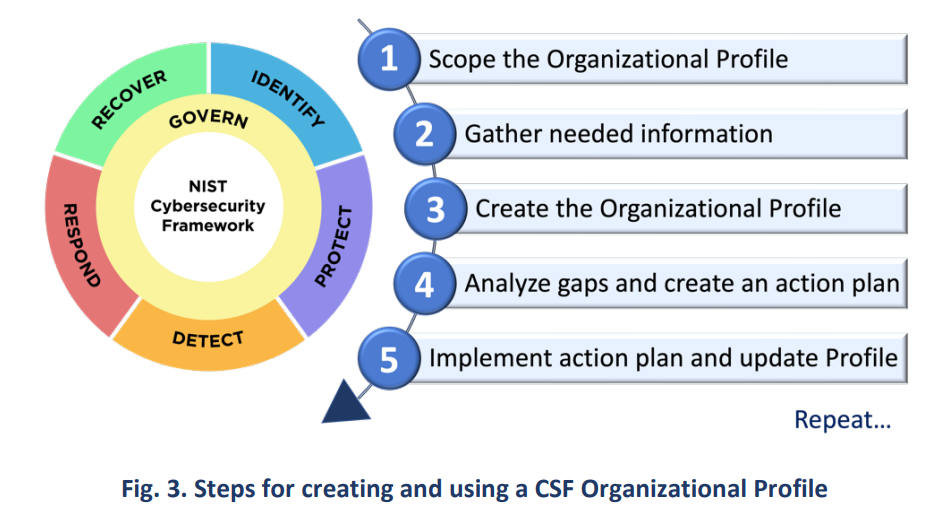 RECOVER
IDENTIFY
GOVERN
NIST
Cybersecurity
Framework
RESPOND
PROTECT
DETECT
1 Scope the Organizational Profile
2 Gather needed information
3 Create the Organizational Profile
4 Analyze gaps and create an action plan
5 Implement action plan and update Profile
Repeat...
Fig. 3. Steps for creating and using a CSF Organizational Profile